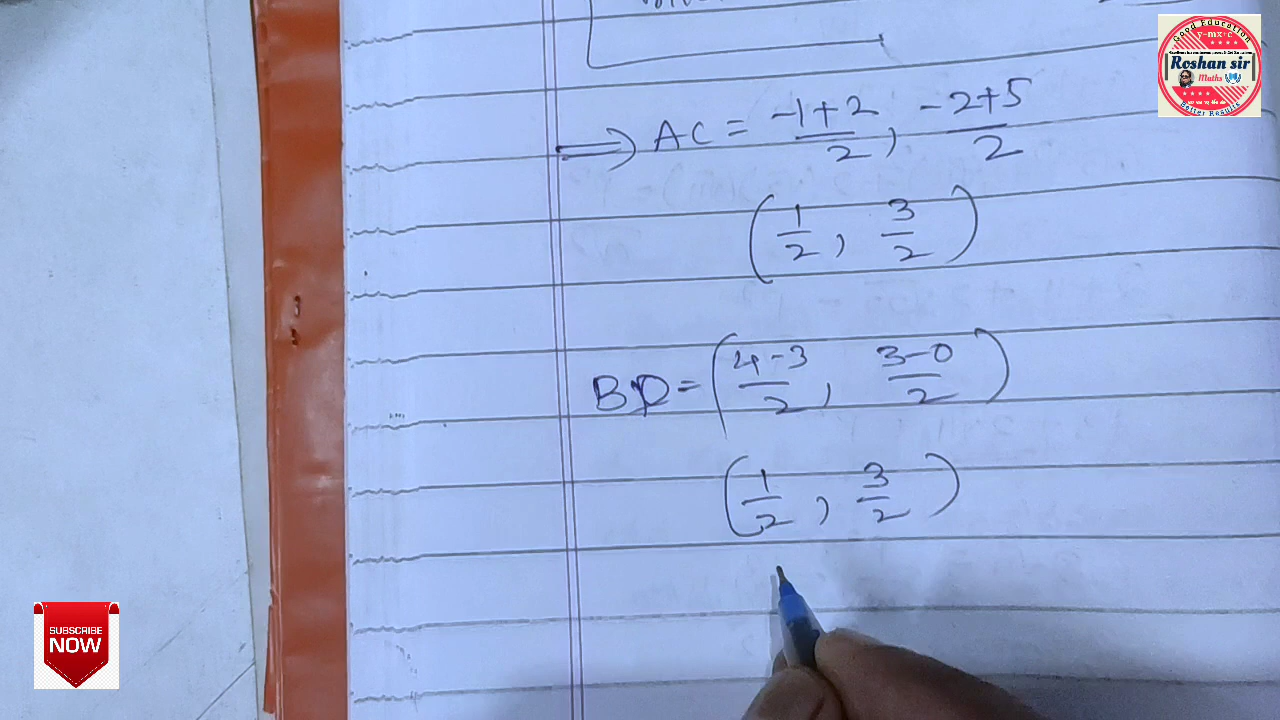 ⇒ AC = -1+2/2, -2+5/2
(1/2, 3/2)
BD = (4-3/2, 3-0/2)
(1/2, 3/2)
Good Education
y=mx+c
Roshan sir
Maths
Better Results
SUBSCRIBE
NOW